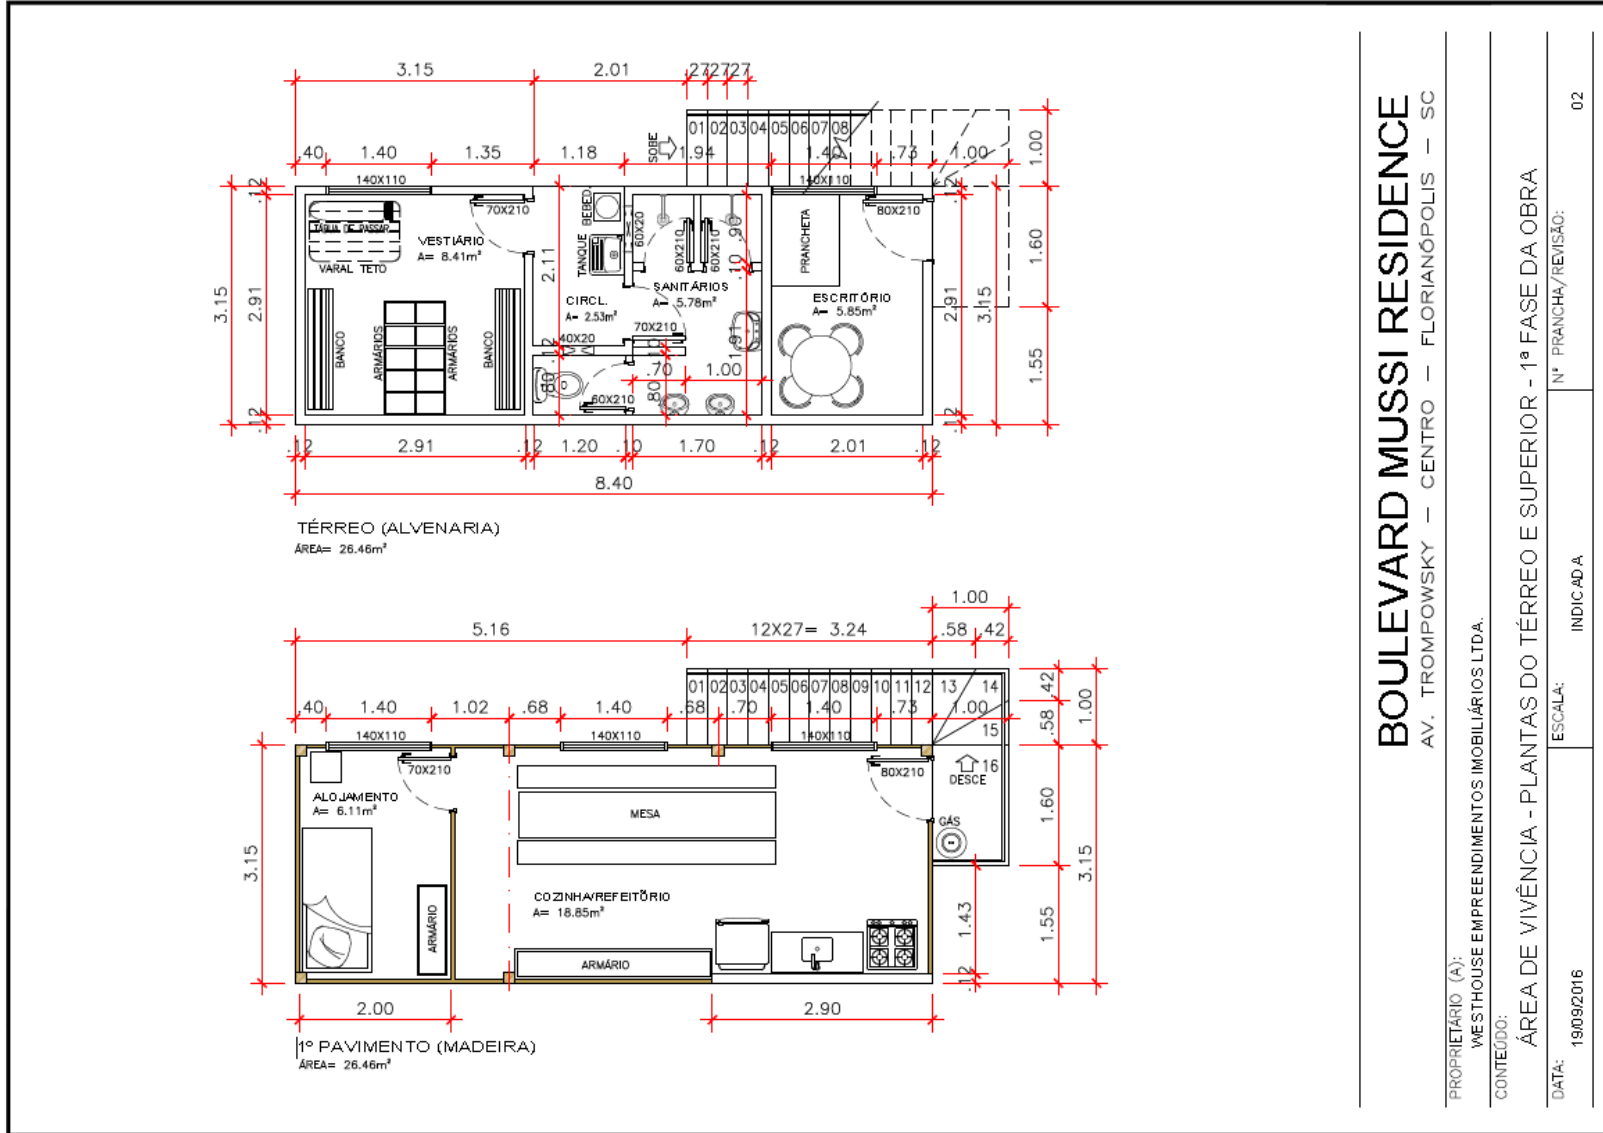 3.15 2.01 .27 27 27
.40 1.40 1.35 1.18 1.94 1.40 .73 1.00
SOBE
01 02 03 04 05 06 07 08
140X110
140X110
70X210
80X210
TÁBUA DE PASSAR
VARAL TETO
VESTIÁRIO
A= 8.41m²
BANCO
ARMÁRIOS
ARMÁRIOS
BANCO
BEBED.
TANQUE
60X20
CIRCL.
A= 2.53m²
40X20
60X210
60X210
60X210
SANITÁRIOS
A= 5.78m²
70X210
PRANCHETA
ESCRITÓRIO
A= 5.85m²
.12 2.91 .12
3.15
2.11 .12 .80
.90 .10 1.91
.12 .80
.70 1.00
.12 2.91 .12
3.15
1.00 1.60 1.55
.12 2.91 .12 1.20 .10 1.70 .12 2.01 .12
8.40
TÉRREO (ALVENARIA)
ÁREA= 26.46m²
1.00
5.16 12X27= 3.24 .58 .42
01 02 03 04 05 06 07 08 09 10 11 12 13 14
15
16
.40 1.40 1.02 .68 1.40 .68 .70 1.40 .73 1.00
140X110
140X110
140X110
70X210
80X210
DESCE
GÁS
ALOJAMENTO
A= 6.11m²
MESA
COZINHA/REFEITÓRIO
A= 18.85m²
ARMÁRIO
ARMÁRIO
3.15
.42 .58 1.00
1.60 1.55 3.15
1.43 .12
2.00 2.90
1º PAVIMENTO (MADEIRA)
ÁREA= 26.46m²
BOULEVARD MUSSI RESIDENCE
AV. TROMPOWSKY – CENTRO – FLORIANÓPOLIS – SC
PROPRIETÁRIO (A):
WESTHOUSE EMPREENDIMENTOS IMOBILIÁRIOS LTDA.
CONTEÚDO:
ÁREA DE VIVÊNCIA - PLANTAS DO TÉRREO E SUPERIOR - 1ª FASE DA OBRA
DATA:
19/09/2016
ESCALA:
INDICADA
Nº PRANCHA/REVISÃO:
02